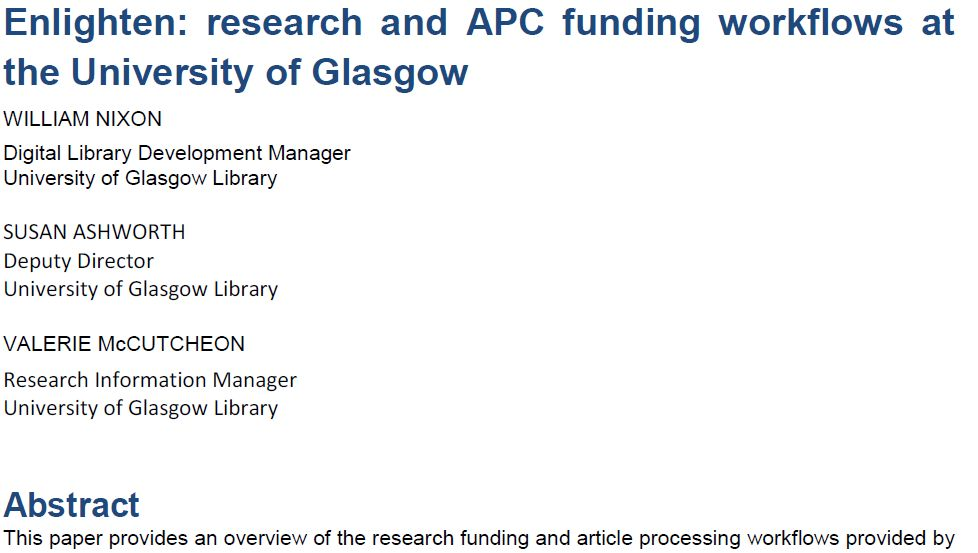 Enlighten: research and APC funding workflows at
the University of Glasgow
WILLIAM NIXON
Digital Library Development Manager
University of Glasgow Library
SUSAN ASHWORTH
Deputy Director
University of Glasgow Library
VALERIE McCUTCHEON
Research Information Manager
University of Glasgow Library
Abstract
This paper provides an overview of the research funding and article processing workflows provided by